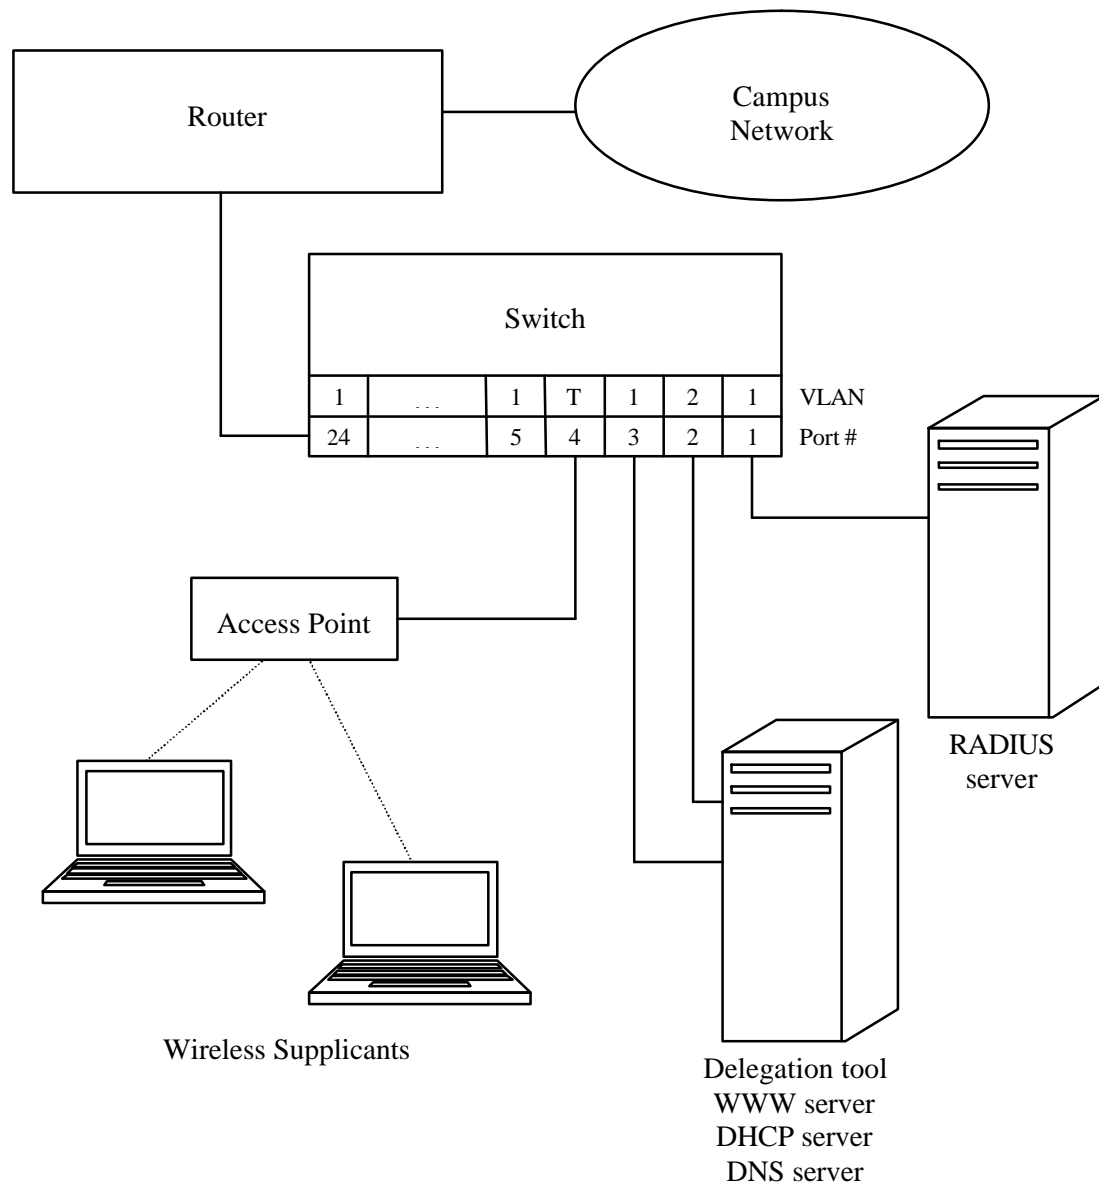 Router
Campus
Network
Switch
1 ... 1 T 1 2 1 VLAN
24 ... 5 4 3 2 1 Port #
Access Point
RADIUS
server
Wireless Supplicants
Delegation tool
WWW server
DHCP server
DNS server